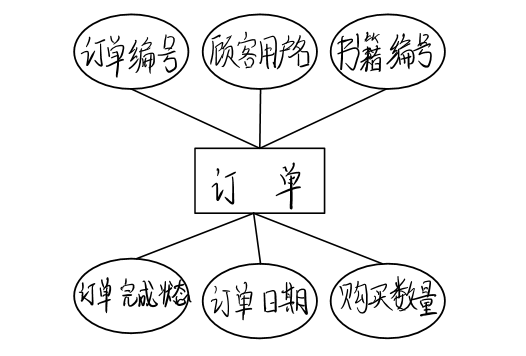 订单编号
顾客用户名
书籍编号
订 单
订单完成状态
订单日期
购买数量